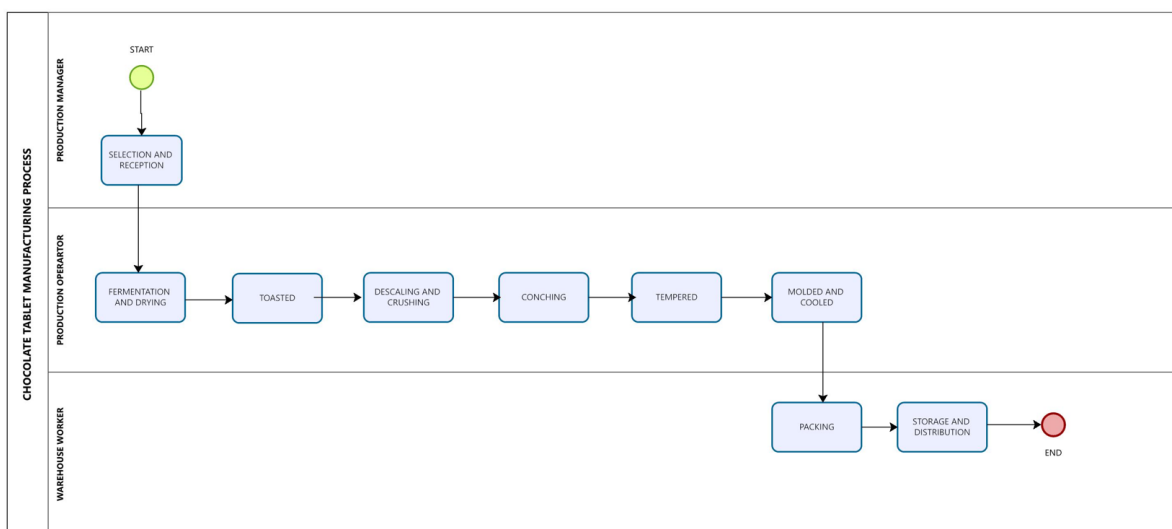 CHOCOLATE TABLET MANUFACTURING PROCESS
PRODUCTION MANAGER
START
SELECTION AND
RECEPTION
PRODUCTION OPERARTOR
FERMENTATION
AND DRYING
TOASTED
DESCALING AND
CRUSHING
CONCHING
TEMPERED
MOLDED AND
COOLED
WAREHOUSE WORKER
PACKING
STORAGE AND
DISTRIBUTION
END